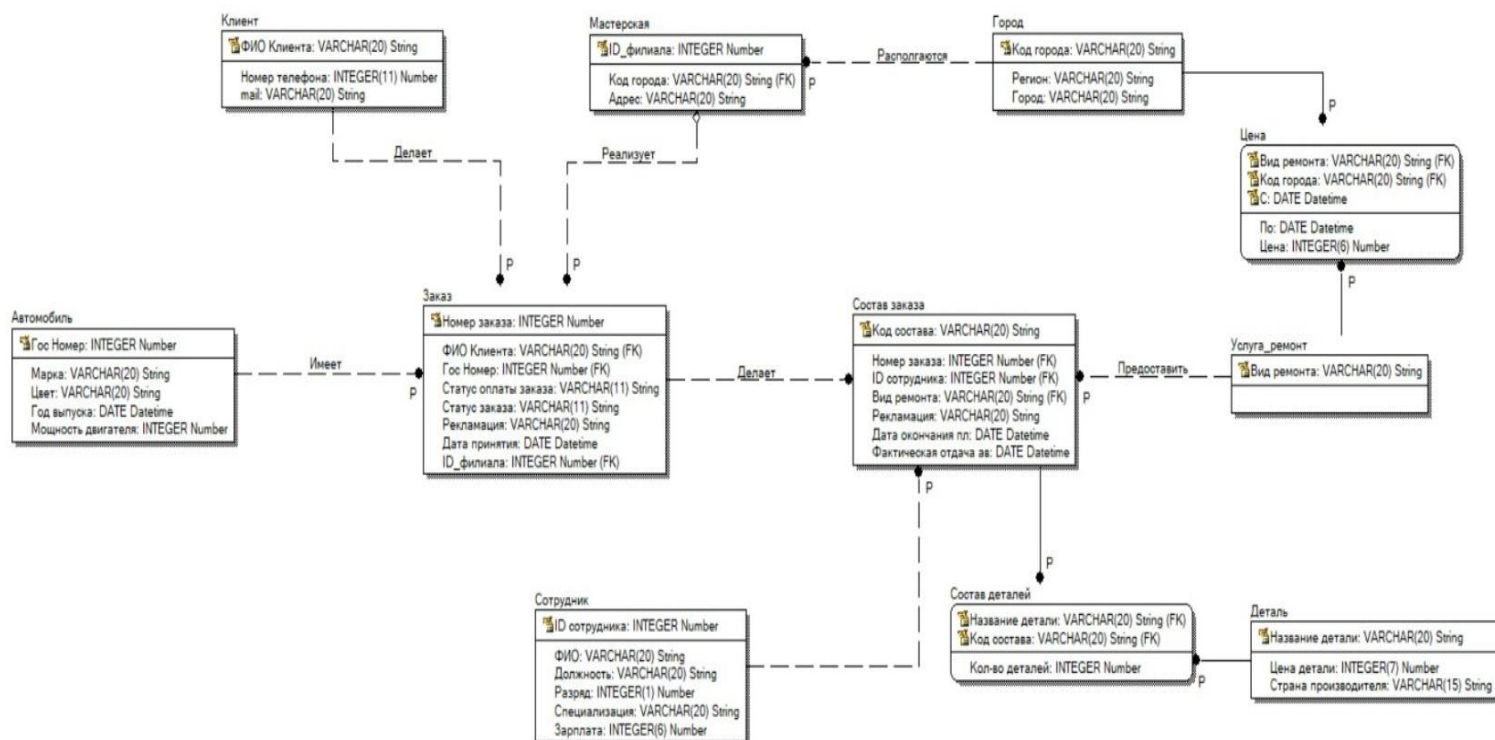 Клиент
ФИО Клиента: VARCHAR(20) String
Номер телефона: INTEGER(11) Number
mail: VARCHAR(20) String
Мастерская
ID_филиала: INTEGER Number
Код города: VARCHAR(20) String (FK)
Адрес: VARCHAR(20) String
Располгаются
P
Город
Код города: VARCHAR(20) String
Регион: VARCHAR(20) String
Город: VARCHAR(20) String
P
Цена
Вид ремонта: VARCHAR(20) String (FK)
Код города: VARCHAR(20) String (FK)
С: DATE Datetime
По: DATE Datetime
Цена: INTEGER(6) Number
P
Делает
P
Реализует
P
Автомобиль
Гос Номер: INTEGER Number
Марка: VARCHAR(20) String
Цвет: VARCHAR(20) String
Год выпуска: DATE Datetime
Мощность двигателя: INTEGER Number
Имеет
P
Заказ
Номер заказа: INTEGER Number
ФИО Клиента: VARCHAR(20) String (FK)
Гос Номер: INTEGER Number (FK)
Статус оплаты заказа: VARCHAR(11) String
Статус заказа: VARCHAR(11) String
Рекламация: VARCHAR(20) String
Дата принятия: DATE Datetime
ID_филиала: INTEGER Number (FK)
Делает
Состав заказа
Код состава: VARCHAR(20) String
Номер заказа: INTEGER Number (FK)
ID сотрудника: INTEGER Number (FK)
Вид ремонта: VARCHAR(20) String (FK)
Рекламация: VARCHAR(20) String
Дата окончания пл: DATE Datetime
Фактическая отдача ав: DATE Datetime
Предоставить
P
Услуга_ремонт
Вид ремонта: VARCHAR(20) String
P
P
Сотрудник
ID сотрудника: INTEGER Number
ФИО: VARCHAR(20) String
Должность: VARCHAR(20) String
Разряд: INTEGER(1) Number
Специализация: VARCHAR(20) String
Зарплата: INTEGER(6) Number
Состав деталей
Название детали: VARCHAR(20) String (FK)
Код состава: VARCHAR(20) String (FK)
Кол-во деталей: INTEGER Number
P
Деталь
Название детали: VARCHAR(20) String
Цена детали: INTEGER(7) Number
Страна производителя: VARCHAR(15) String